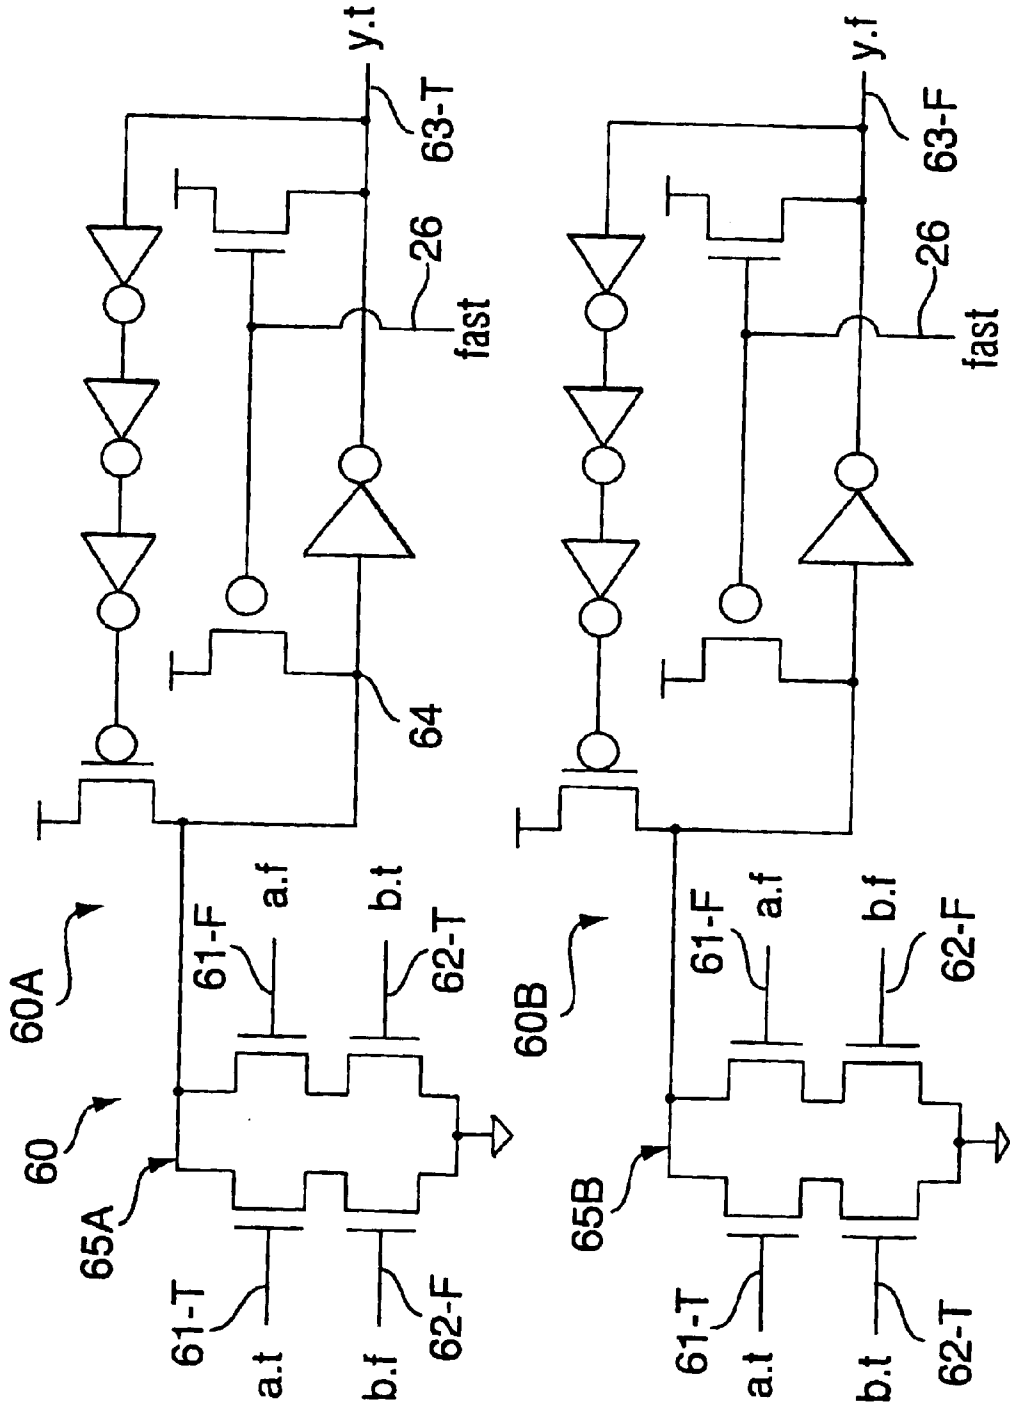 60
60A
65A
61-T
a.t
62-F
b.f
61-F
a.f
62-T
b.t
64
fast
26
63-T
y.t
60B
65B
61-T
a.t
62-T
b.t
61-F
a.f
62-F
b.f
fast
26
63-F
y.f